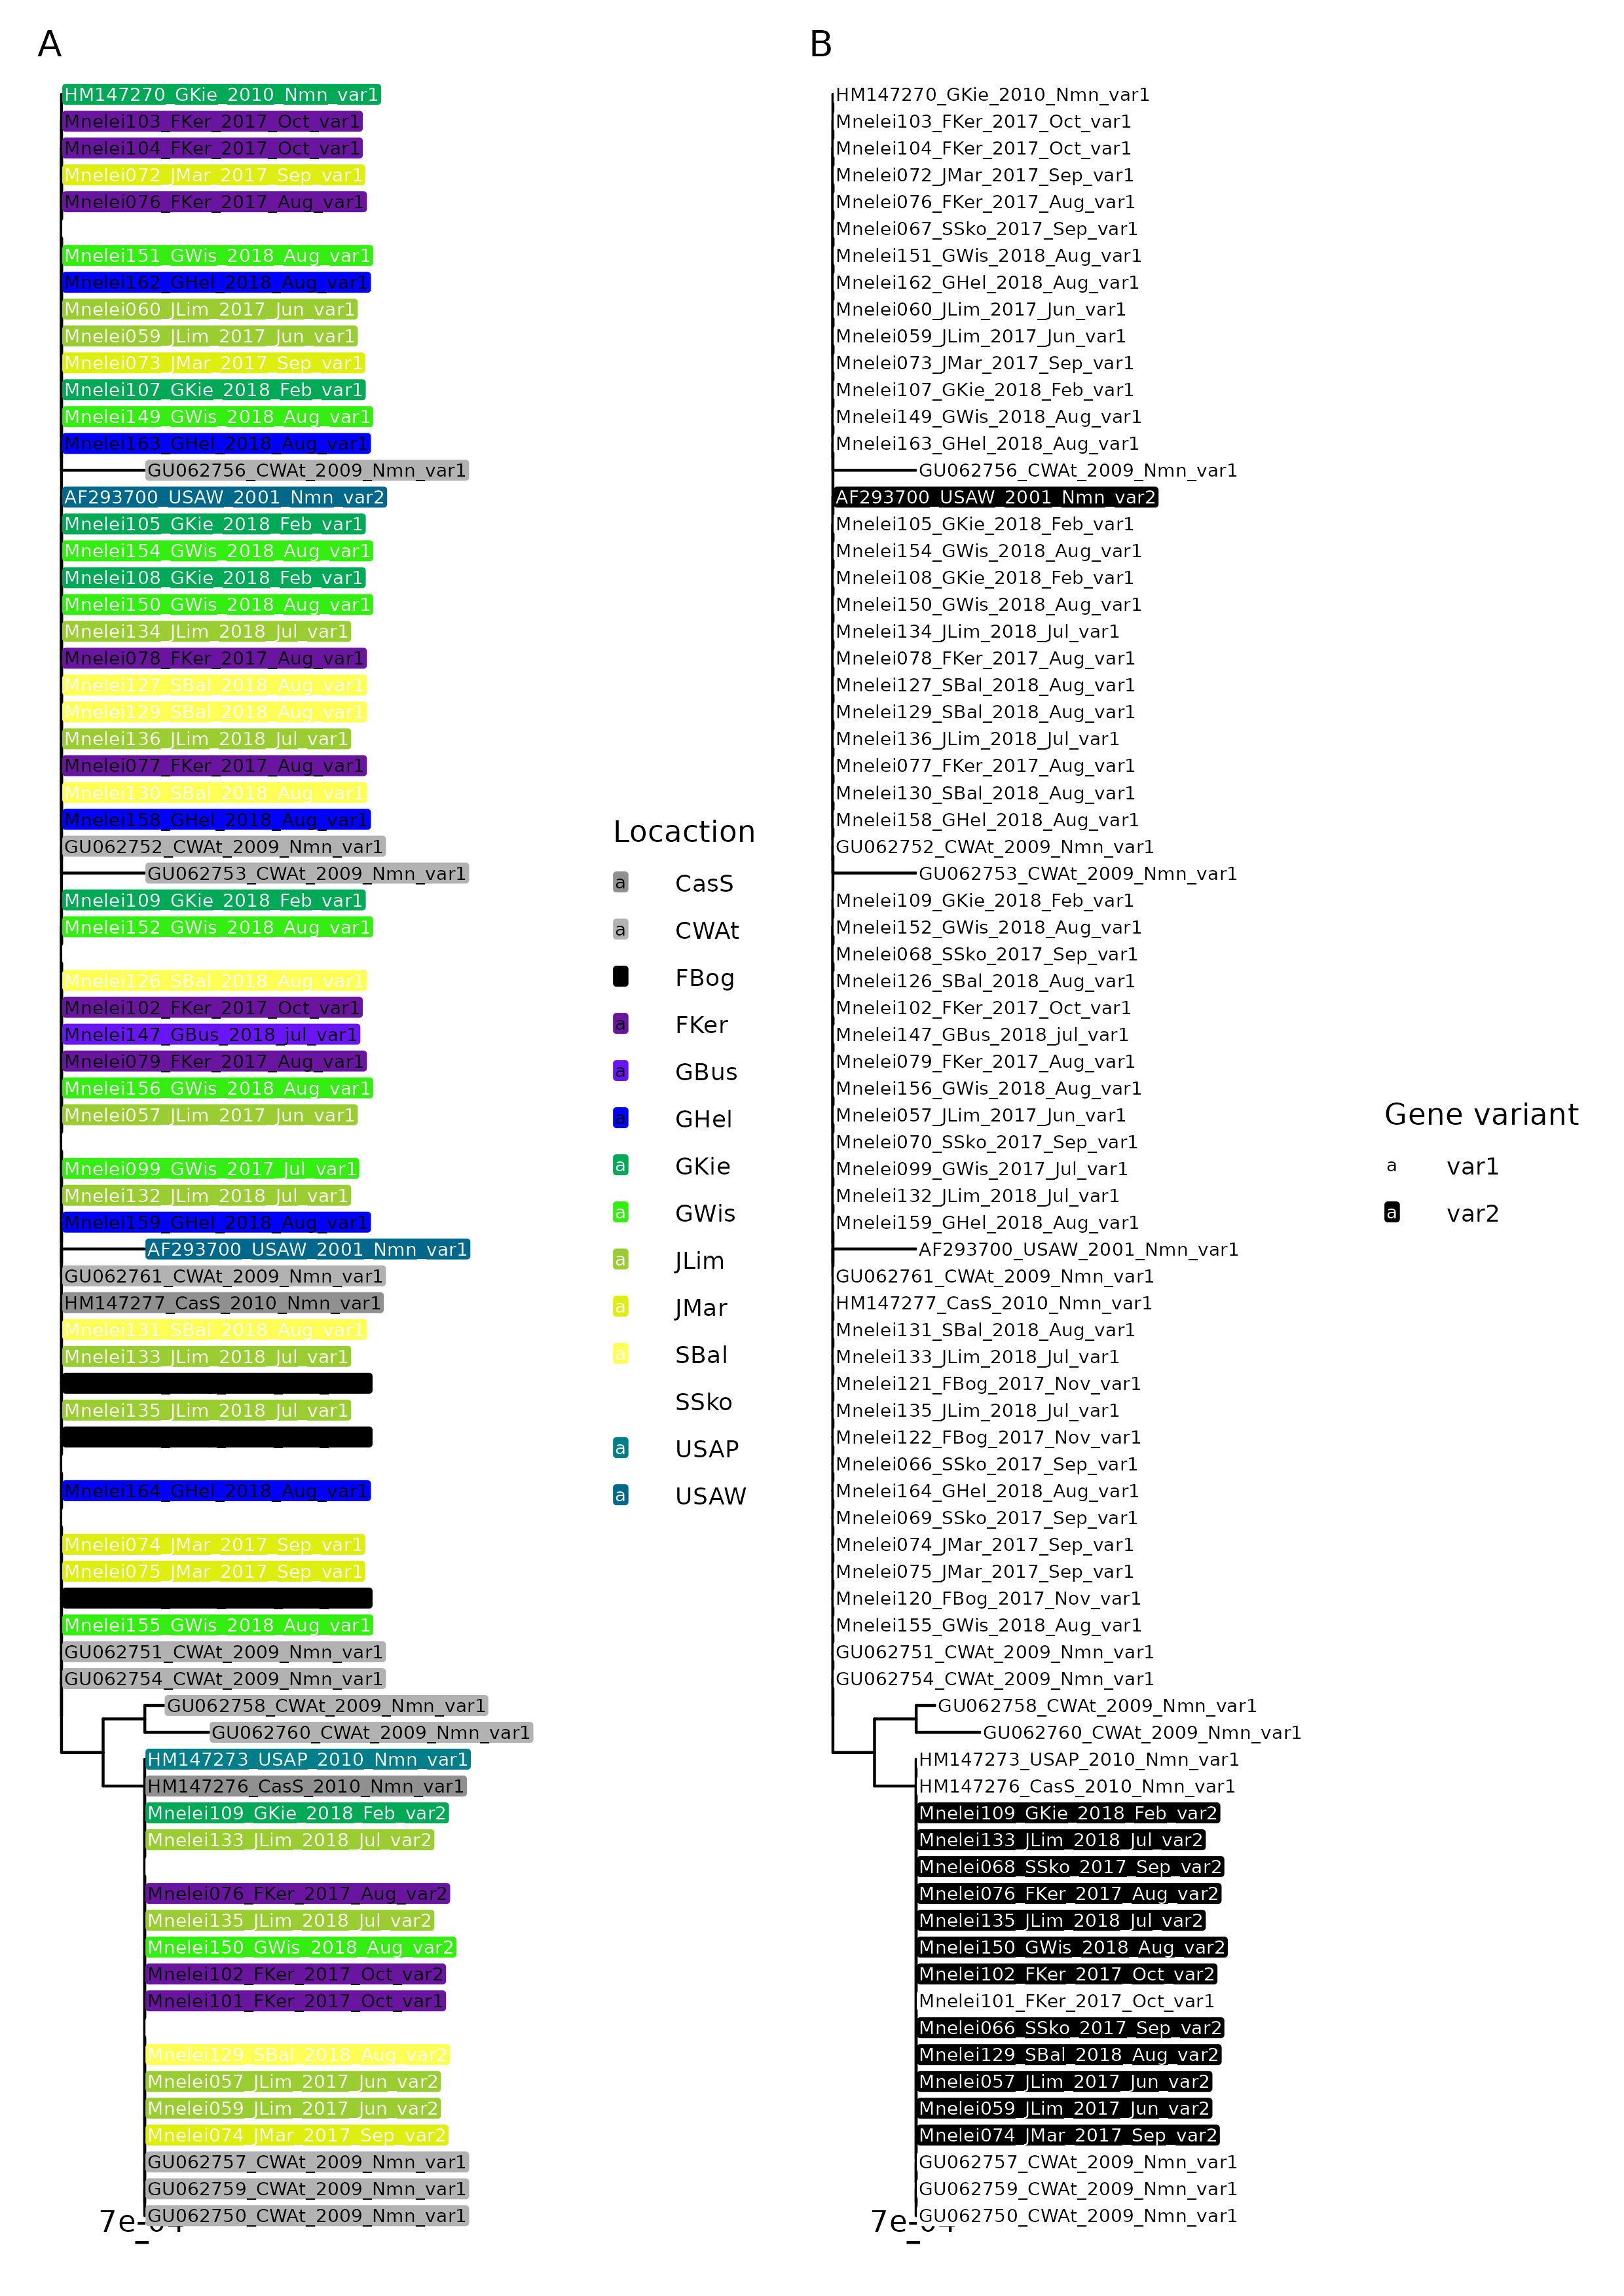 A
HM147270_GKie_2010_Nmn_var1
Mnelei103_FKer_2017_Oct_var1
Mnelei104_FKer_2017_Oct_var1
Mnelei072_JMar_2017_Sep_var1
Mnelei076_FKer_2017_Aug_var1
Mnelei151_GWis_2018_Aug_var1
Mnelei162_GHel_2018_Aug_var1
Mnelei060_JLim_2017_Jun_var1
Mnelei059_JLim_2017_Jun_var1
Mnelei073_JMar_2017_Sep_var1
Mnelei107_GKie_2018_Feb_var1
Mnelei149_GWis_2018_Aug_var1
Mnelei163_GHel_2018_Aug_var1
GU062756_CWAt_2009_Nmn_var1
AF293700_USAW_2001_Nmn_var2
Mnelei105_GKie_2018_Feb_var1
Mnelei154_GWis_2018_Aug_var1
Mnelei108_GKie_2018_Feb_var1
Mnelei150_GWis_2018_Aug_var1
Mnelei134_JLim_2018_Jul_var1
Mnelei078_FKer_2017_Aug_var1
Mnelei127_SBal_2018_Aug_var1
Mnelei129_SBal_2018_Aug_var1
Mnelei136_JLim_2018_Jul_var1
Mnelei077_FKer_2017_Aug_var1
Mnelei130_SBal_2018_Aug_var1
Mnelei158_GHel_2018_Aug_var1
GU062752_CWAt_2009_Nmn_var1
GU062753_CWAt_2009_Nmn_var1
Mnelei109_GKie_2018_Feb_var1
Mnelei152_GWis_2018_Aug_var1
Mnelei126_SBal_2018_Aug_var1
Mnelei102_FKer_2017_Oct_var1
Mnelei147_GBus_2018_jul_var1
Mnelei079_FKer_2017_Aug_var1
Mnelei156_GWis_2018_Aug_var1
Mnelei057_JLim_2017_Jun_var1
Mnelei099_GWis_2017_Jul_var1
Mnelei132_JLim_2018_Jul_var1
Mnelei159_GHel_2018_Aug_var1
AF293700_USAW_2001_Nmn_var1
GU062761_CWAt_2009_Nmn_var1
HM147277_CasS_2010_Nmn_var1
Mnelei131_SBal_2018_Aug_var1
Mnelei133_JLim_2018_Jul_var1
Mnelei135_JLim_2018_Jul_var1
Mnelei164_GHel_2018_Aug_var1
Mnelei074_JMar_2017_Sep_var1
Mnelei075_JMar_2017_Sep_var1
Mnelei155_GWis_2018_Aug_var1
GU062751_CWAt_2009_Nmn_var1
GU062754_CWAt_2009_Nmn_var1
GU062758_CWAt_2009_Nmn_var1
GU062760_CWAt_2009_Nmn_var1
HM147273_USAP_2010_Nmn_var1
HM147276_CasS_2010_Nmn_var1
Mnelei109_GKie_2018_Feb_var2
Mnelei133_JLim_2018_Jul_var2
Mnelei076_FKer_2017_Aug_var2
Mnelei135_JLim_2018_Jul_var2
Mnelei150_GWis_2018_Aug_var2
Mnelei102_FKer_2017_Oct_var2
Mnelei101_FKer_2017_Oct_var1
Mnelei129_SBal_2018_Aug_var2
Mnelei057_JLim_2017_Jun_var2
Mnelei059_JLim_2017_Jun_var2
Mnelei074_JMar_2017_Sep_var2
GU062757_CWAt_2009_Nmn_var1
GU062759_CWAt_2009_Nmn_var1
GU062750_CWAt_2009_Nmn_var1
7e-04
Locaction
a CasS
a CWAt
FBog
a FKer
a GBus
a GHel
a GKie
a GWis
a JLim
a JMar
a SBal
SSko
a USAP
a USAW
B
HM147270_GKie_2010_Nmn_var1
Mnelei103_FKer_2017_Oct_var1
Mnelei104_FKer_2017_Oct_var1
Mnelei072_JMar_2017_Sep_var1
Mnelei076_FKer_2017_Aug_var1
Mnelei067_SSko_2017_Sep_var1
Mnelei151_GWis_2018_Aug_var1
Mnelei162_GHel_2018_Aug_var1
Mnelei060_JLim_2017_Jun_var1
Mnelei059_JLim_2017_Jun_var1
Mnelei073_JMar_2017_Sep_var1
Mnelei107_GKie_2018_Feb_var1
Mnelei149_GWis_2018_Aug_var1
Mnelei163_GHel_2018_Aug_var1
GU062756_CWAt_2009_Nmn_var1
AF293700_USAW_2001_Nmn_var2
Mnelei105_GKie_2018_Feb_var1
Mnelei154_GWis_2018_Aug_var1
Mnelei108_GKie_2018_Feb_var1
Mnelei150_GWis_2018_Aug_var1
Mnelei134_JLim_2018_Jul_var1
Mnelei078_FKer_2017_Aug_var1
Mnelei127_SBal_2018_Aug_var1
Mnelei129_SBal_2018_Aug_var1
Mnelei136_JLim_2018_Jul_var1
Mnelei077_FKer_2017_Aug_var1
Mnelei130_SBal_2018_Aug_var1
Mnelei158_GHel_2018_Aug_var1
GU062752_CWAt_2009_Nmn_var1
GU062753_CWAt_2009_Nmn_var1
Mnelei109_GKie_2018_Feb_var1
Mnelei152_GWis_2018_Aug_var1
Mnelei068_SSko_2017_Sep_var1
Mnelei126_SBal_2018_Aug_var1
Mnelei102_FKer_2017_Oct_var1
Mnelei147_GBus_2018_jul_var1
Mnelei079_FKer_2017_Aug_var1
Mnelei156_GWis_2018_Aug_var1
Mnelei057_JLim_2017_Jun_var1
Mnelei070_SSko_2017_Sep_var1
Mnelei099_GWis_2017_Jul_var1
Mnelei132_JLim_2018_Jul_var1
Mnelei159_GHel_2018_Aug_var1
AF293700_USAW_2001_Nmn_var1
GU062761_CWAt_2009_Nmn_var1
HM147277_CasS_2010_Nmn_var1
Mnelei131_SBal_2018_Aug_var1
Mnelei133_JLim_2018_Jul_var1
Mnelei121_FBog_2017_Nov_var1
Mnelei135_JLim_2018_Jul_var1
Mnelei122_FBog_2017_Nov_var1
Mnelei066_SSko_2017_Sep_var1
Mnelei164_GHel_2018_Aug_var1
Mnelei069_SSko_2017_Sep_var1
Mnelei074_JMar_2017_Sep_var1
Mnelei075_JMar_2017_Sep_var1
Mnelei120_FBog_2017_Nov_var1
Mnelei155_GWis_2018_Aug_var1
GU062751_CWAt_2009_Nmn_var1
GU062754_CWAt_2009_Nmn_var1
GU062758_CWAt_2009_Nmn_var1
GU062760_CWAt_2009_Nmn_var1
HM147273_USAP_2010_Nmn_var1
HM147276_CasS_2010_Nmn_var1
Mnelei109_GKie_2018_Feb_var2
Mnelei133_JLim_2018_Jul_var2
Mnelei068_SSko_2017_Sep_var2
Mnelei076_FKer_2017_Aug_var2
Mnelei135_JLim_2018_Jul_var2
Mnelei150_GWis_2018_Aug_var2
Mnelei102_FKer_2017_Oct_var2
Mnelei101_FKer_2017_Oct_var1
Mnelei066_SSko_2017_Sep_var2
Mnelei129_SBal_2018_Aug_var2
Mnelei057_JLim_2017_Jun_var2
Mnelei059_JLim_2017_Jun_var2
Mnelei074_JMar_2017_Sep_var2
GU062757_CWAt_2009_Nmn_var1
GU062759_CWAt_2009_Nmn_var1
GU062750_CWAt_2009_Nmn_var1
7e-04
Gene variant
a var1
a var2